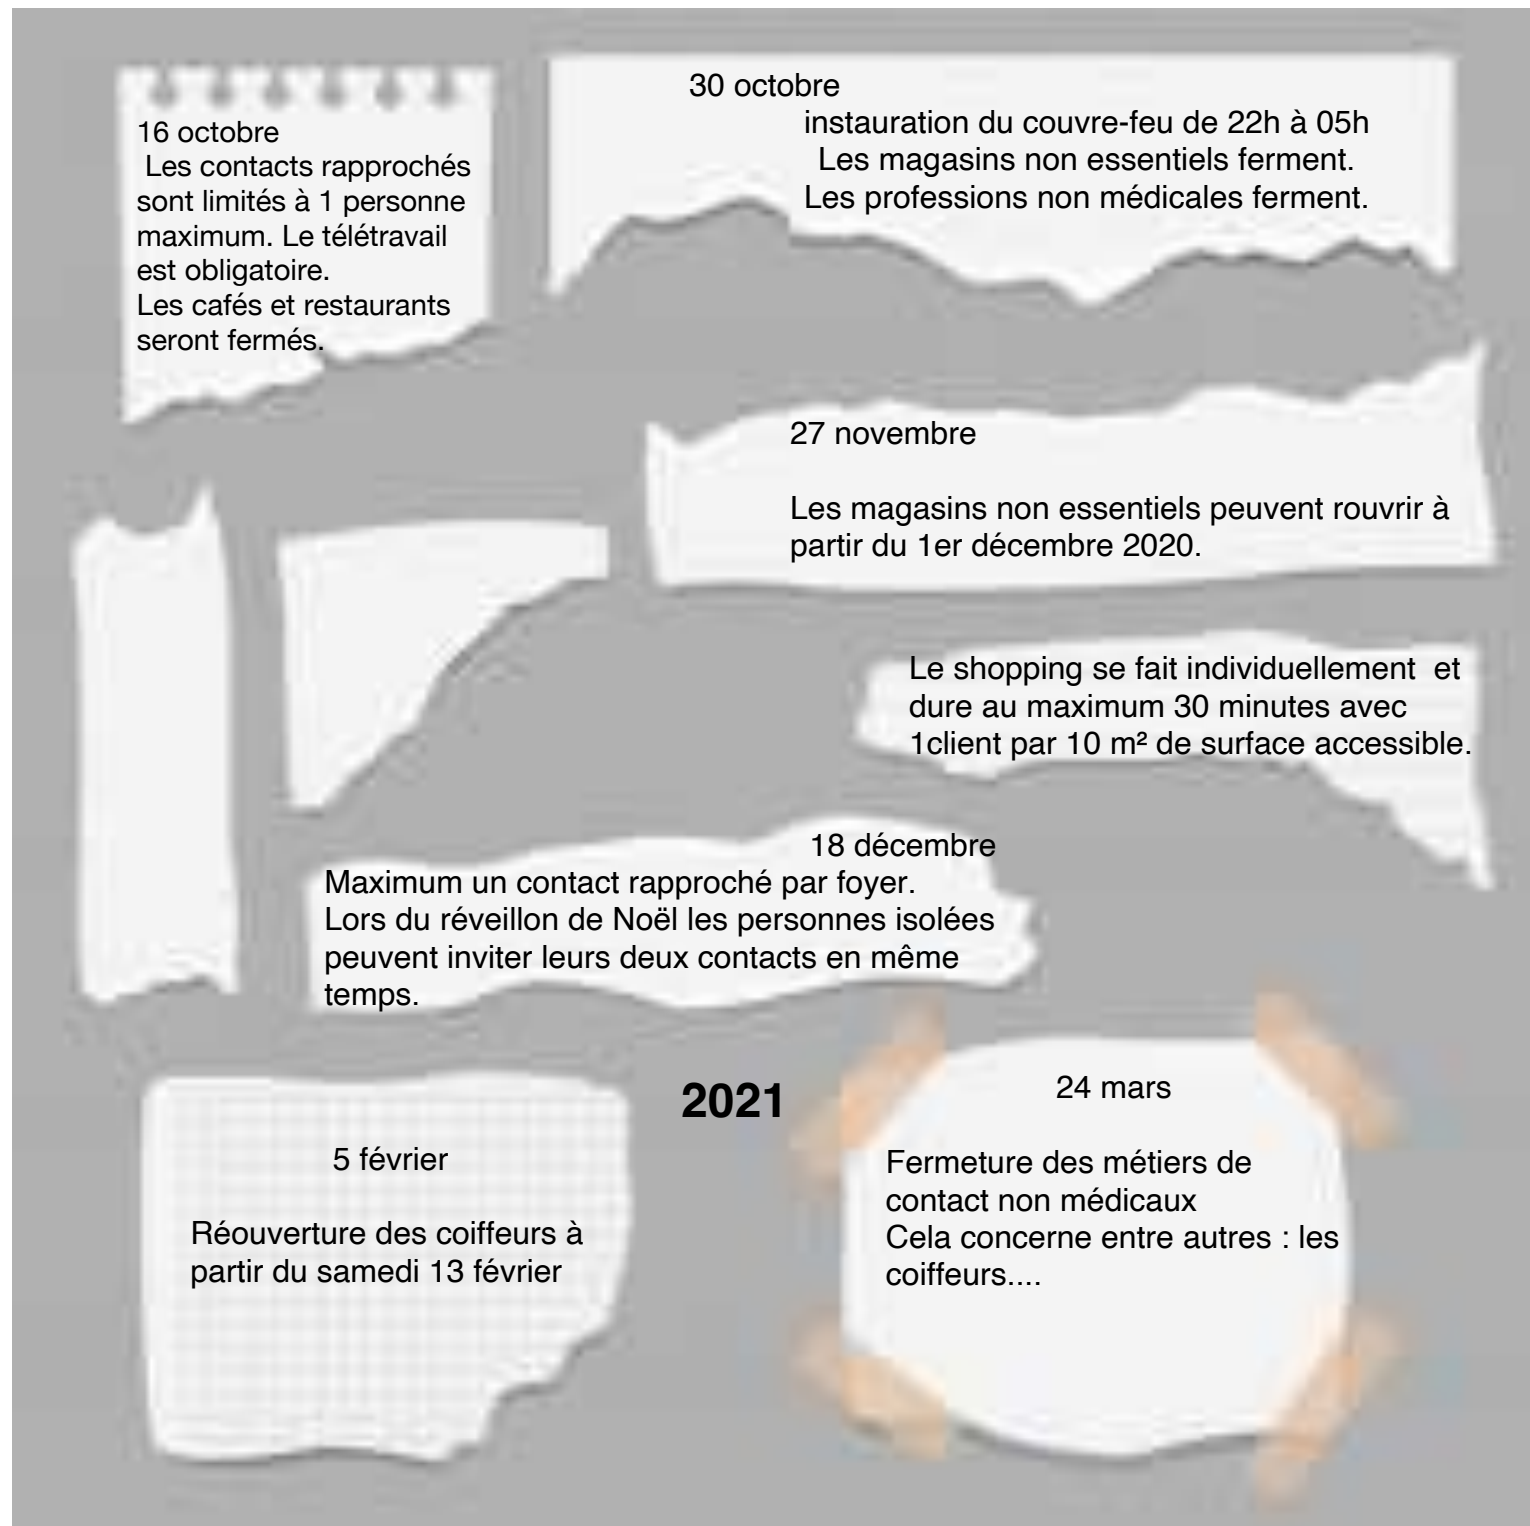 16 octobre
Les contacts rapprochés
sont limités à 1 personne
maximum. Le télétravail
est obligatoire.
Les cafés et restaurants
seront fermés.
30 octobre
instauration du couvre-feu de 22h à 05h
Les magasins non essentiels ferment.
Les professions non médicales ferment.
27 novembre
Les magasins non essentiels peuvent rouvrir à
partir du 1er décembre 2020.
Le shopping se fait individuellement et
dure au maximum 30 minutes avec
1client par 10 m² de surface accessible.
18 décembre
Maximum un contact rapproché par foyer.
Lors du réveillon de Noël les personnes isolées
peuvent inviter leurs deux contacts en même
temps.
2021
5 février
Réouverture des coiffeurs à
partir du samedi 13 février
24 mars
Fermeture des métiers de
contact non médicaux
Cela concerne entre autres : les
coiffeurs....